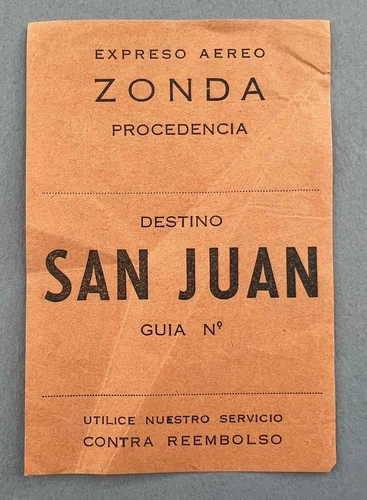 EXPRESO AEREO
ZONDA
PROCEDENCIA
DESTINO
SAN JUAN
GUIA Nº
UTILICE NUESTRO SERVICIO
CONTRA REEMBOLSO